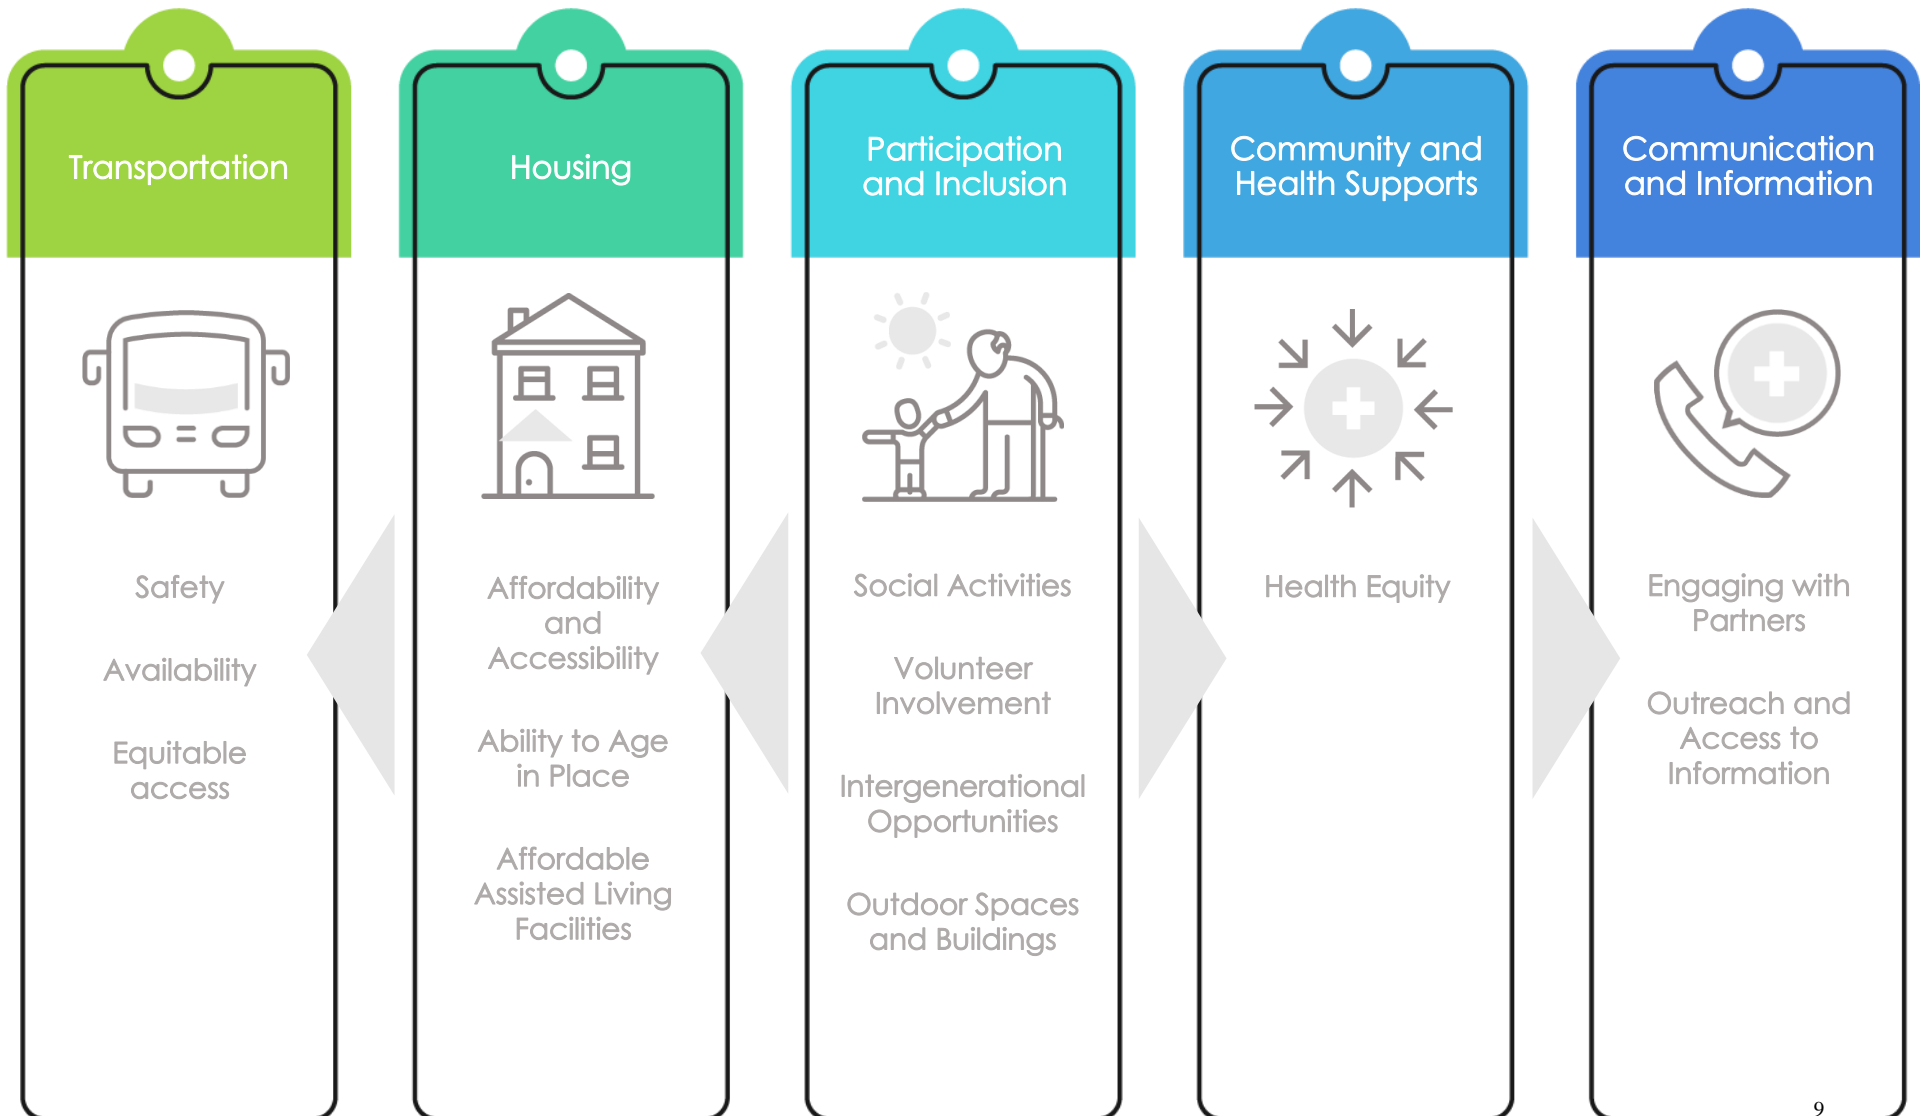 Transportation
Safety
Availability
Equitable
access
Housing
Affordability
and
Accessibility
Ability to Age
in Place
Affordable
Assisted Living
Facilities
Participation
and Inclusion
Social Activities
Volunteer
Involvement
Intergenerational
Opportunities
Outdoor Spaces
and Buildings
Community and
Health Supports
Health Equity
Communication
and Information
Engaging with
Partners
Outreach and
Access to
Information
9